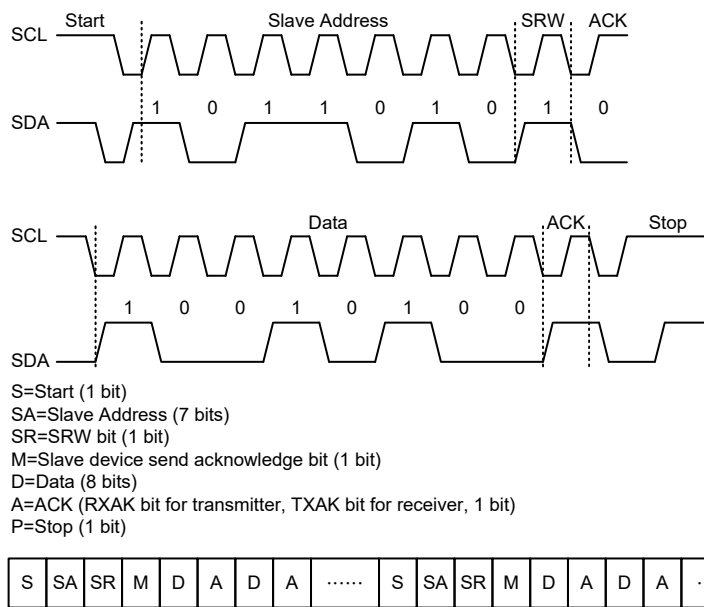 Start Slave Address SRW ACK
SCL
1 0 1 1 0 1 0 1 0
SDA
Data ACK Stop
SCL
1 0 0 1 0 1 0 0
SDA
S=Start (1 bit)
SA=Slave Address (7 bits)
SR=SRW bit (1 bit)
M=Slave device send acknowledge bit (1 bit)
D=Data (8 bits)
A=ACK (RXAK bit for transmitter, TXAK bit for receiver, 1 bit)
P=Stop (1 bit)
S SA SR M D A D A ······ S SA SR M D A D A